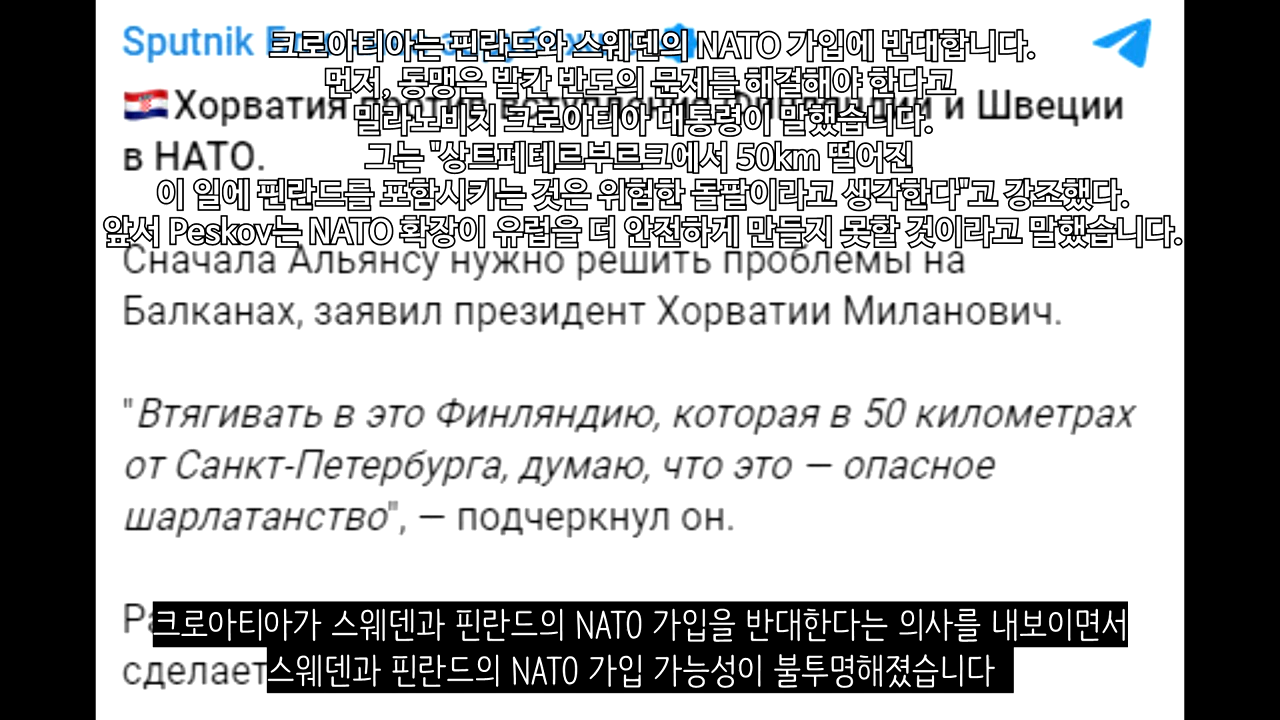 Sputnik
크로아티아는 핀란드와 스웨덴의 NATO 가입에 반대합니다.
먼저, 동맹은 발칸 반도의 문제를 해결해야 한다고
Хорватия против вступления Финляндии и Швеции
밀라노비치 크로아티아 대통령이 말했습니다.
в НАТО.
그는 "상트페테르부르크에서 50km 떨어진
이 일에 핀란드를 포함시키는 것은 위험한 돌팔이라고 생각한다"고 강조했다.
앞서 Peskov는 NATO 확장이 유럽을 더 안전하게 만들지 못할 것이라고 말했습니다.
Сначала Альянсу нужно решить проблемы на
Балканах, заявил президент Хорватии Миланович.
"Втягивать в это Финляндию, которая в 50 километрах
от Санкт-Петербурга, думаю, что это — опасное
шарлатанство", — подчеркнул он.
크로아티아가 스웨덴과 핀란드의 NATO 가입을 반대한다는 의사를 내보이면서
сделает
스웨덴과 핀란드의 NATO 가입 가능성이 불투명해졌습니다